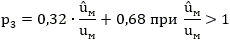 p₃ = 0,32 · û_м/u_м + 0,68 при û_м/u_м > 1